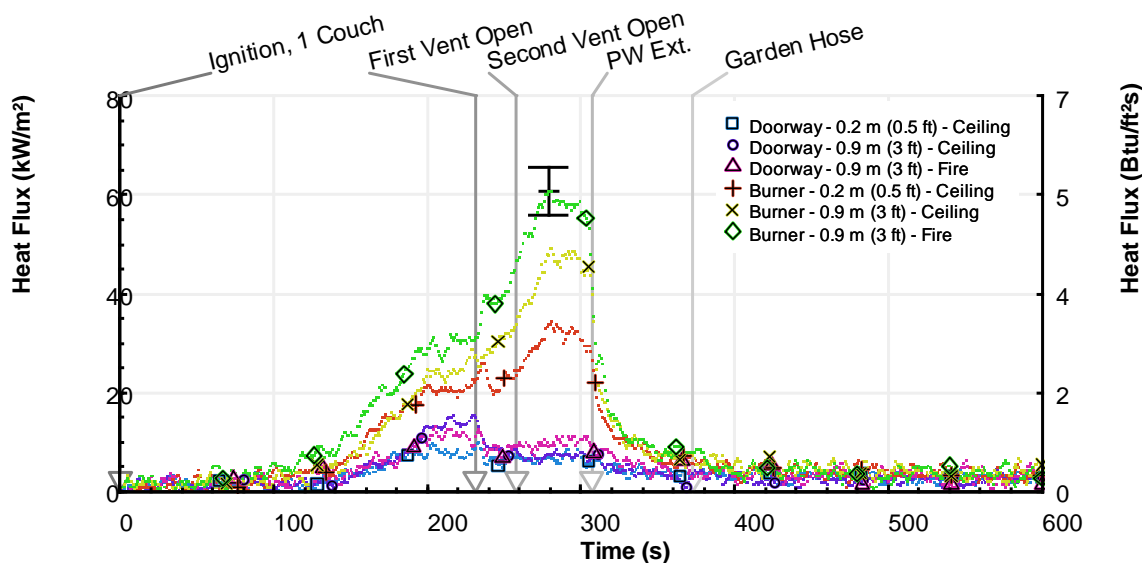 Ignition, 1 Couch
First Vent Open
Second Vent Open
PW Ext.
Garden Hose
80
60
40
20
0
Heat Flux (kW/m²)
7
5
4
2
0
Heat Flux (Btu/ft²s)
Doorway - 0.2 m (0.5 ft) - Ceiling
Doorway - 0.9 m (3 ft) - Ceiling
Doorway - 0.9 m (3 ft) - Fire
Burner - 0.2 m (0.5 ft) - Ceiling
Burner - 0.9 m (3 ft) - Ceiling
Burner - 0.9 m (3 ft) - Fire
0 100 200 300 400 500 600
Time (s)